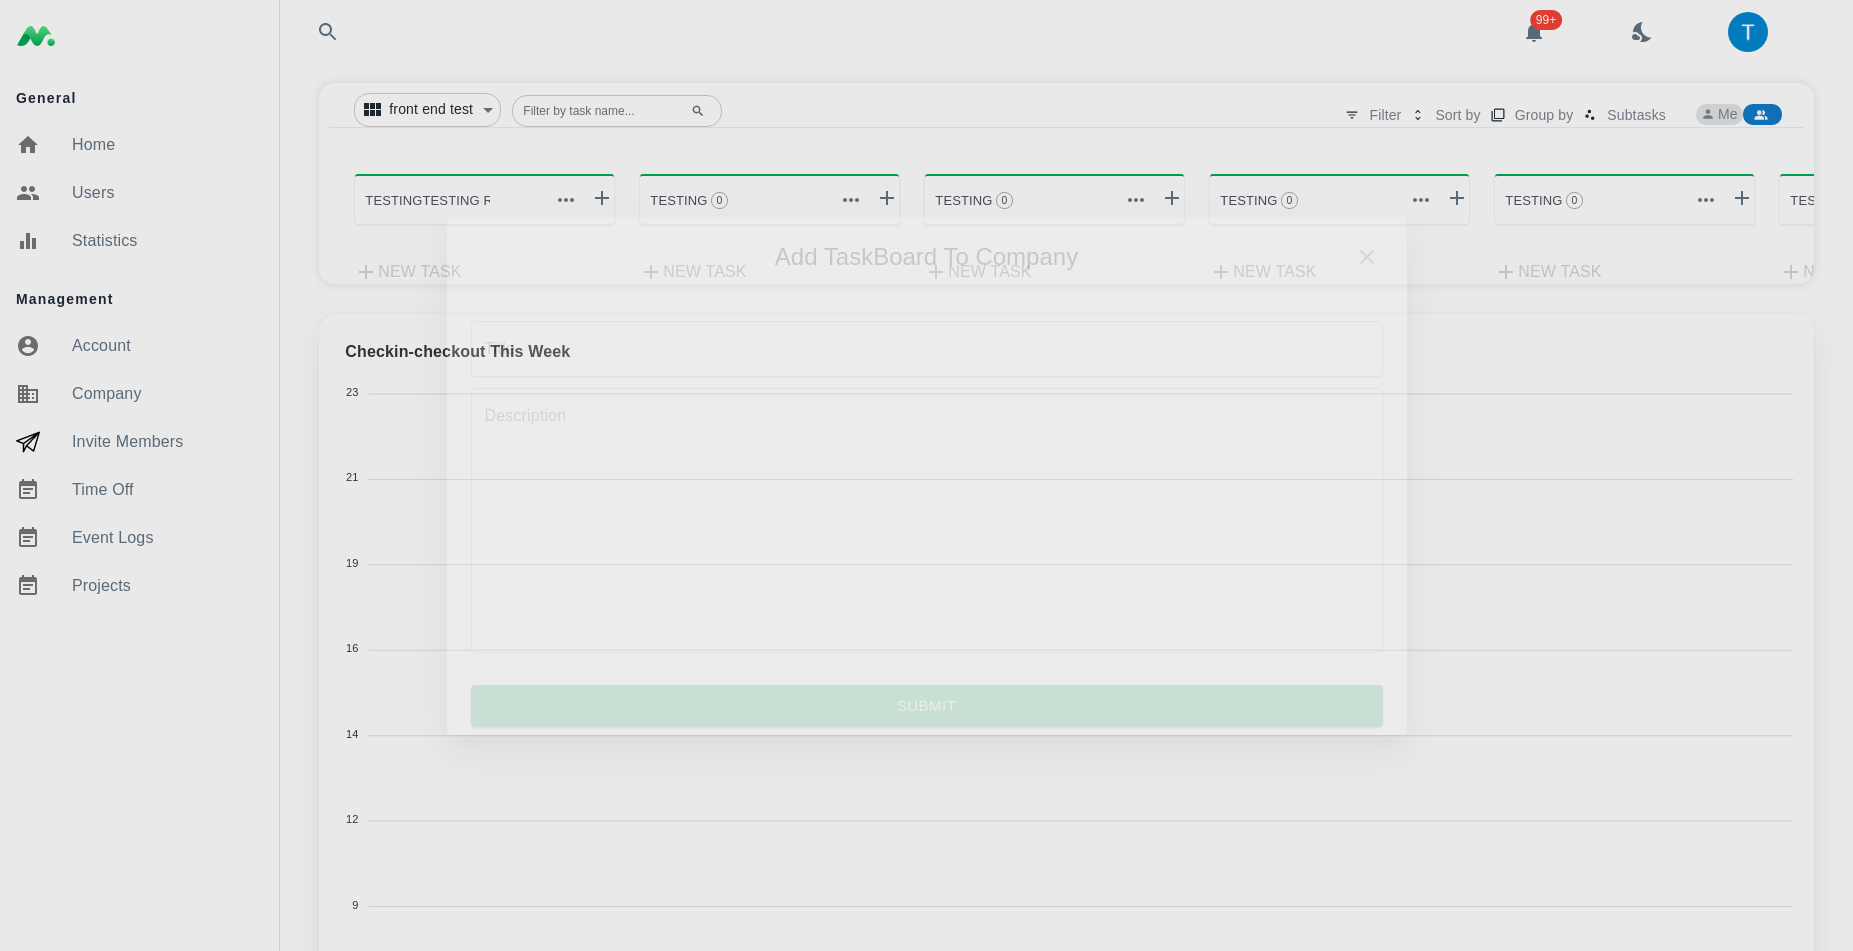 99+
T
General
Home
Users
Statistics
Management
Account
Company
Invite Members
Time Off
Event Logs
Projects
front end test
Filter by task name...
Filter
Sort by
Group by
Subtasks
Me
TESTINGTESTING R
TESTING 0
TESTING 0
TESTING 0
TESTING 0
TES
NEW TASK
NEW TASK
NEW TASK
NEW TASK
NEW TASK
N
Add TaskBoard To Company
Checkin-checkout This Week
Description
SUBMIT
23
21
19
16
14
12
9